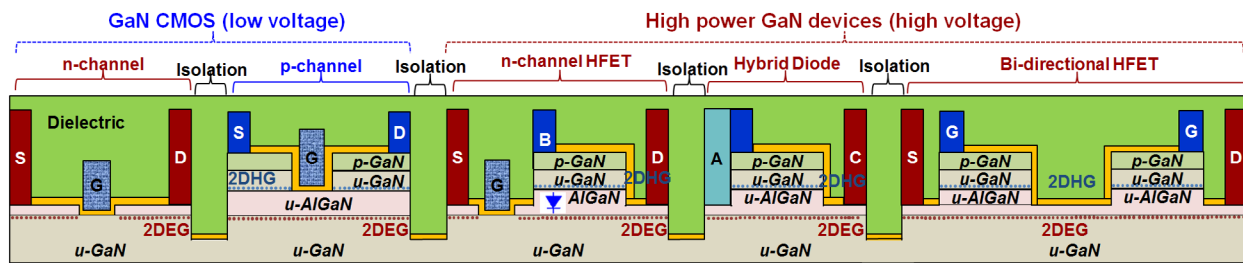 GaN CMOS (low voltage)
High power GaN devices (high voltage)
n-channel
Isolation
p-channel
Isolation
n-channel HFET
Isolation
Hybrid Diode
Isolation
Bi-directional HFET
Dielectric
S
G
D
S
G
D
S
G
B
D
A
C
S
G
G
D
p-GaN
p-GaN
p-GaN
p-GaN
p-GaN
2DHG
u-GaN
u-GaN
2DHG
u-GaN
2DHG
u-GaN
2DHG
u-GaN
u-AlGaN
AlGaN
u-AlGaN
u-AlGaN
u-AlGaN
2DEG
2DEG
2DEG
2DEG
2DEG
u-GaN
u-GaN
u-GaN
u-GaN
u-GaN